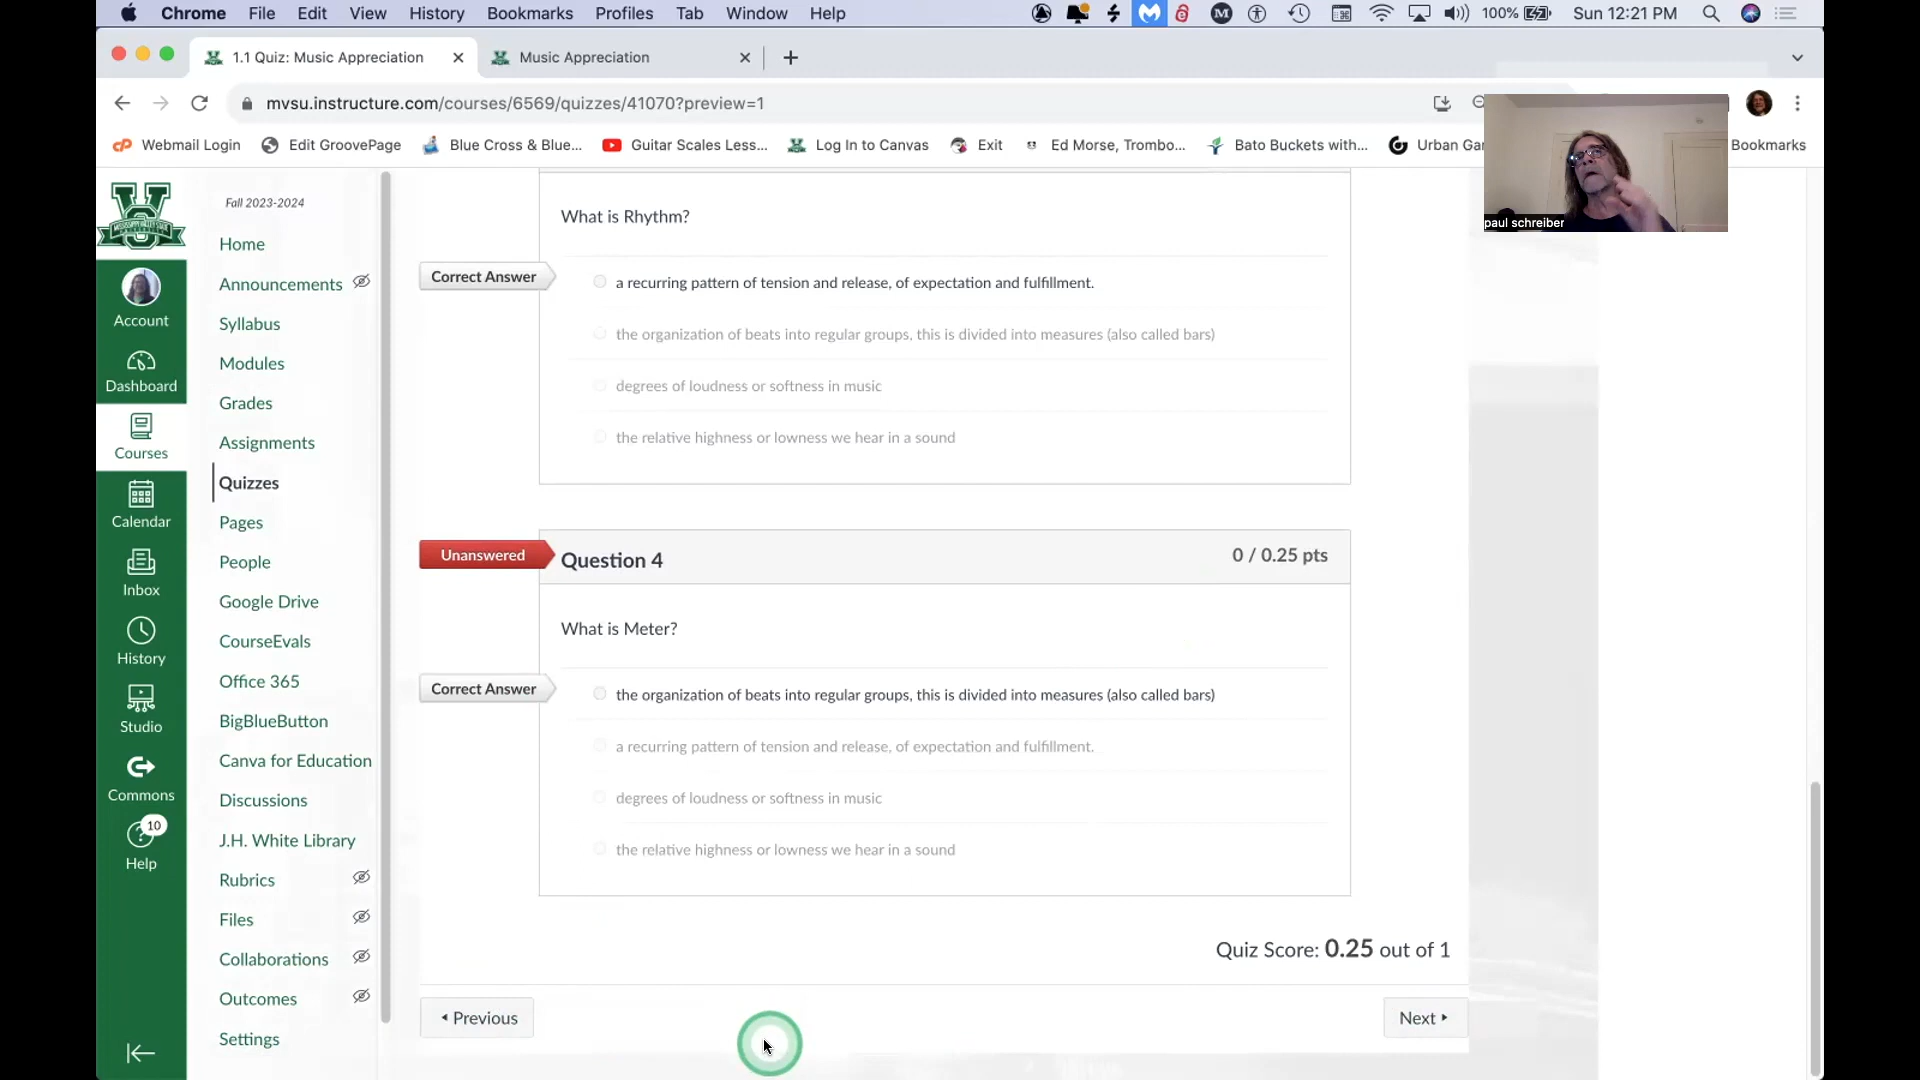 Chrome File Edit View History Bookmarks Profiles Tab Window Help 100% Sun 12:21 PM
1.1 Quiz: Music Appreciation Music Appreciation
mvsu.instructure.com/courses/6569/quizzes/41070?preview=1
Webmail Login Edit GroovePage Blue Cross & Blue... Guitar Scales Less... Log In to Canvas Exit Ed Morse, Trombo... Bato Buckets with... Urban Gar Bookmarks
paul schreiber
Account
Dashboard
Courses
Calendar
Inbox
History
Studio
Commons
10
Help
Fall 2023-2024
Home
Announcements
Syllabus
Modules
Grades
Assignments
Quizzes
Pages
People
Google Drive
CourseEvals
Office 365
BigBlueButton
Canva for Education
Discussions
J.H. White Library
Rubrics
Files
Collaborations
Outcomes
Settings
What is Rhythm?
Correct Answer
a recurring pattern of tension and release, of expectation and fulfillment.
the organization of beats into regular groups, this is divided into measures (also called bars)
degrees of loudness or softness in music
the relative highness or lowness we hear in a sound
Unanswered Question 4 0 / 0.25 pts
What is Meter?
Correct Answer
the organization of beats into regular groups, this is divided into measures (also called bars)
a recurring pattern of tension and release, of expectation and fulfillment.
degrees of loudness or softness in music
the relative highness or lowness we hear in a sound
Quiz Score: 0.25 out of 1
Previous Next